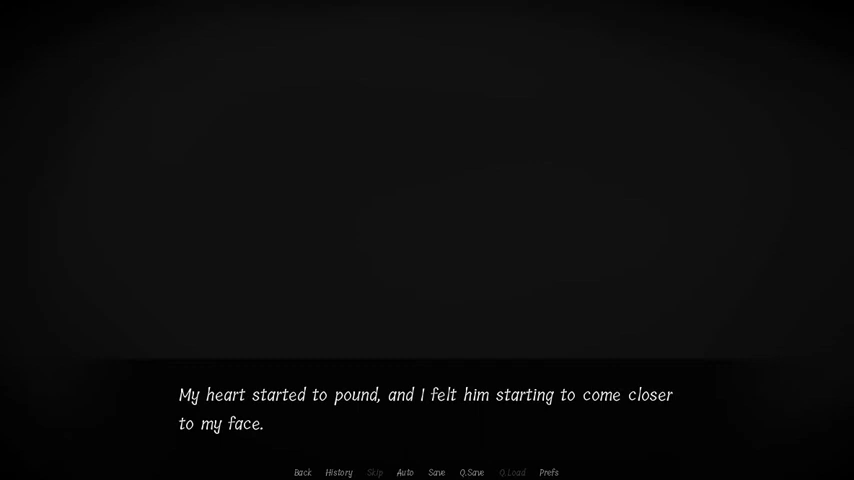 My heart started to pound, and I felt him starting to come closer
to my face.
Back History Skip Auto Save Q.Save Q.Load Prefs